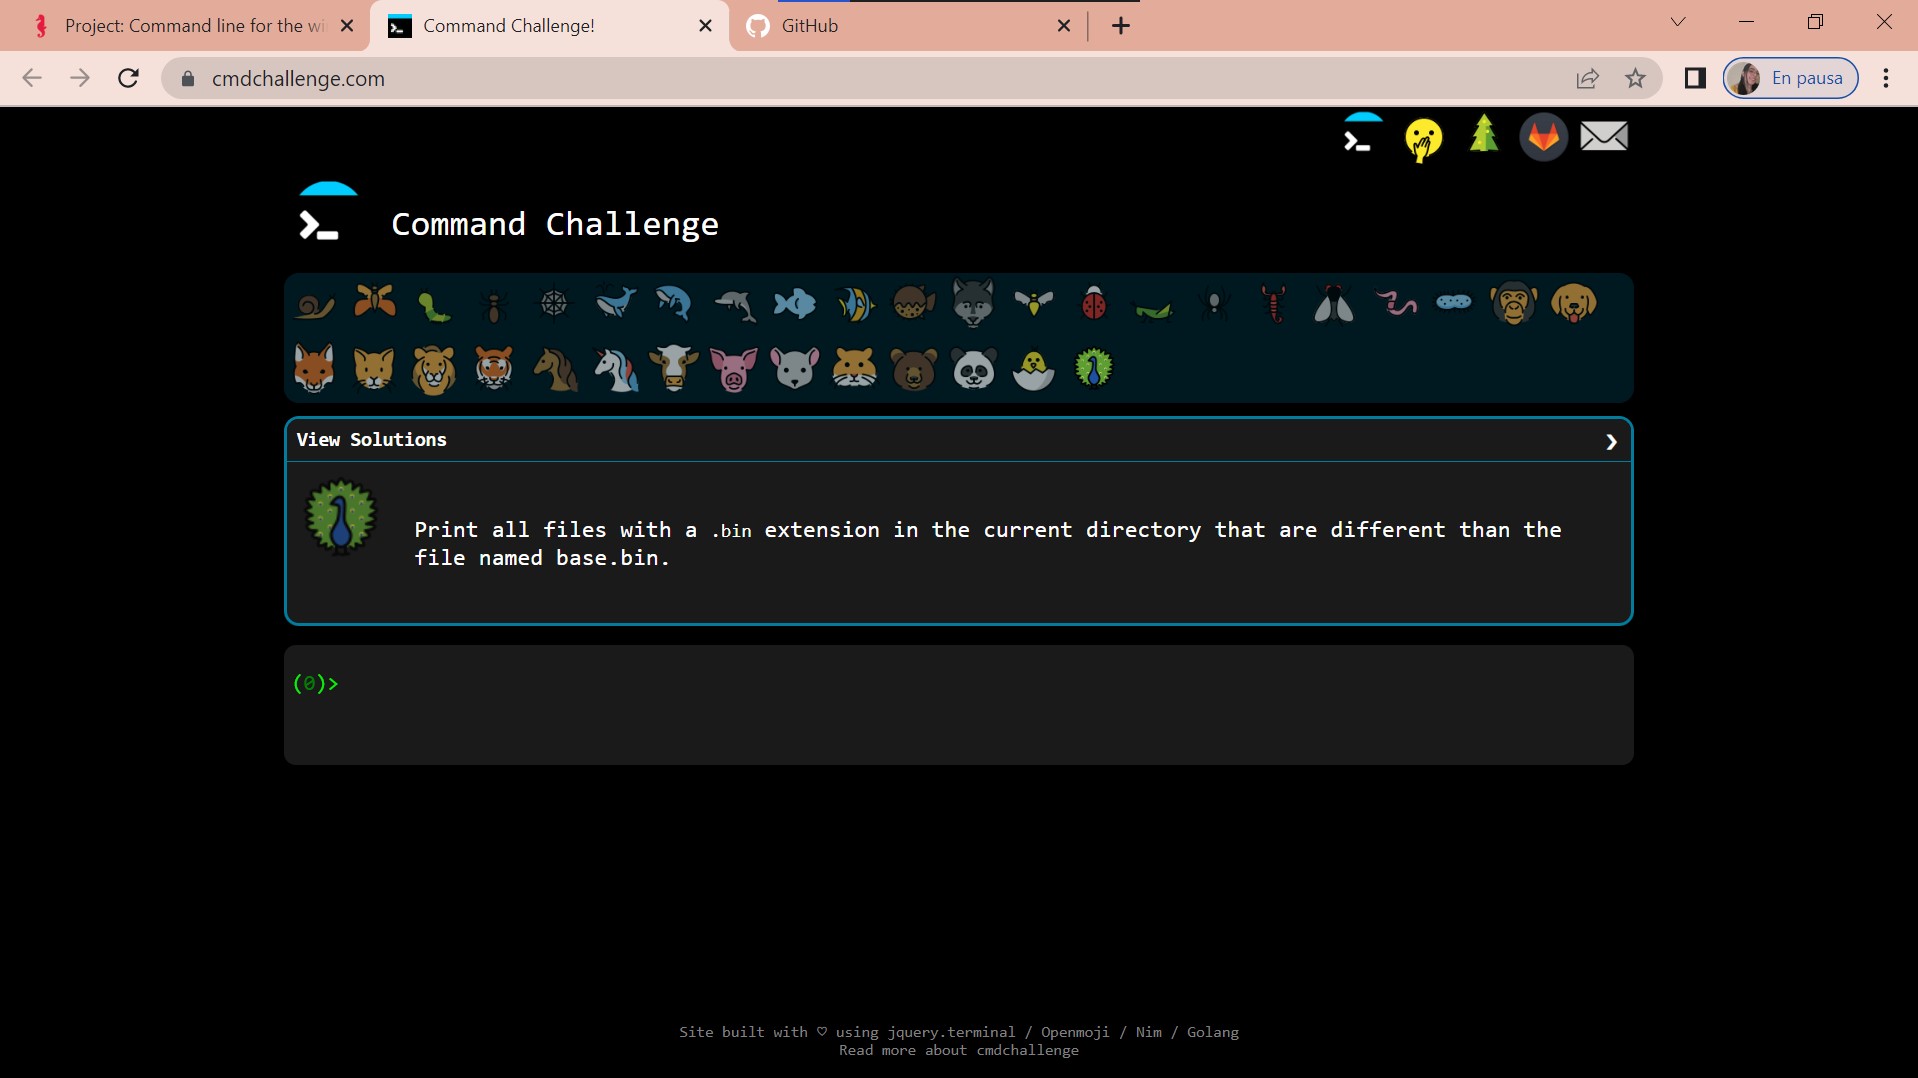 Project: Command line for the wi
Command Challenge!
GitHub
cmdchallenge.com
En pausa
Command Challenge
View Solutions
Print all files with a .bin extension in the current directory that are different than the
file named base.bin.
(0)>
Site built with ♡ using jquery.terminal / Openmoji / Nim / Golang
Read more about cmdchallenge